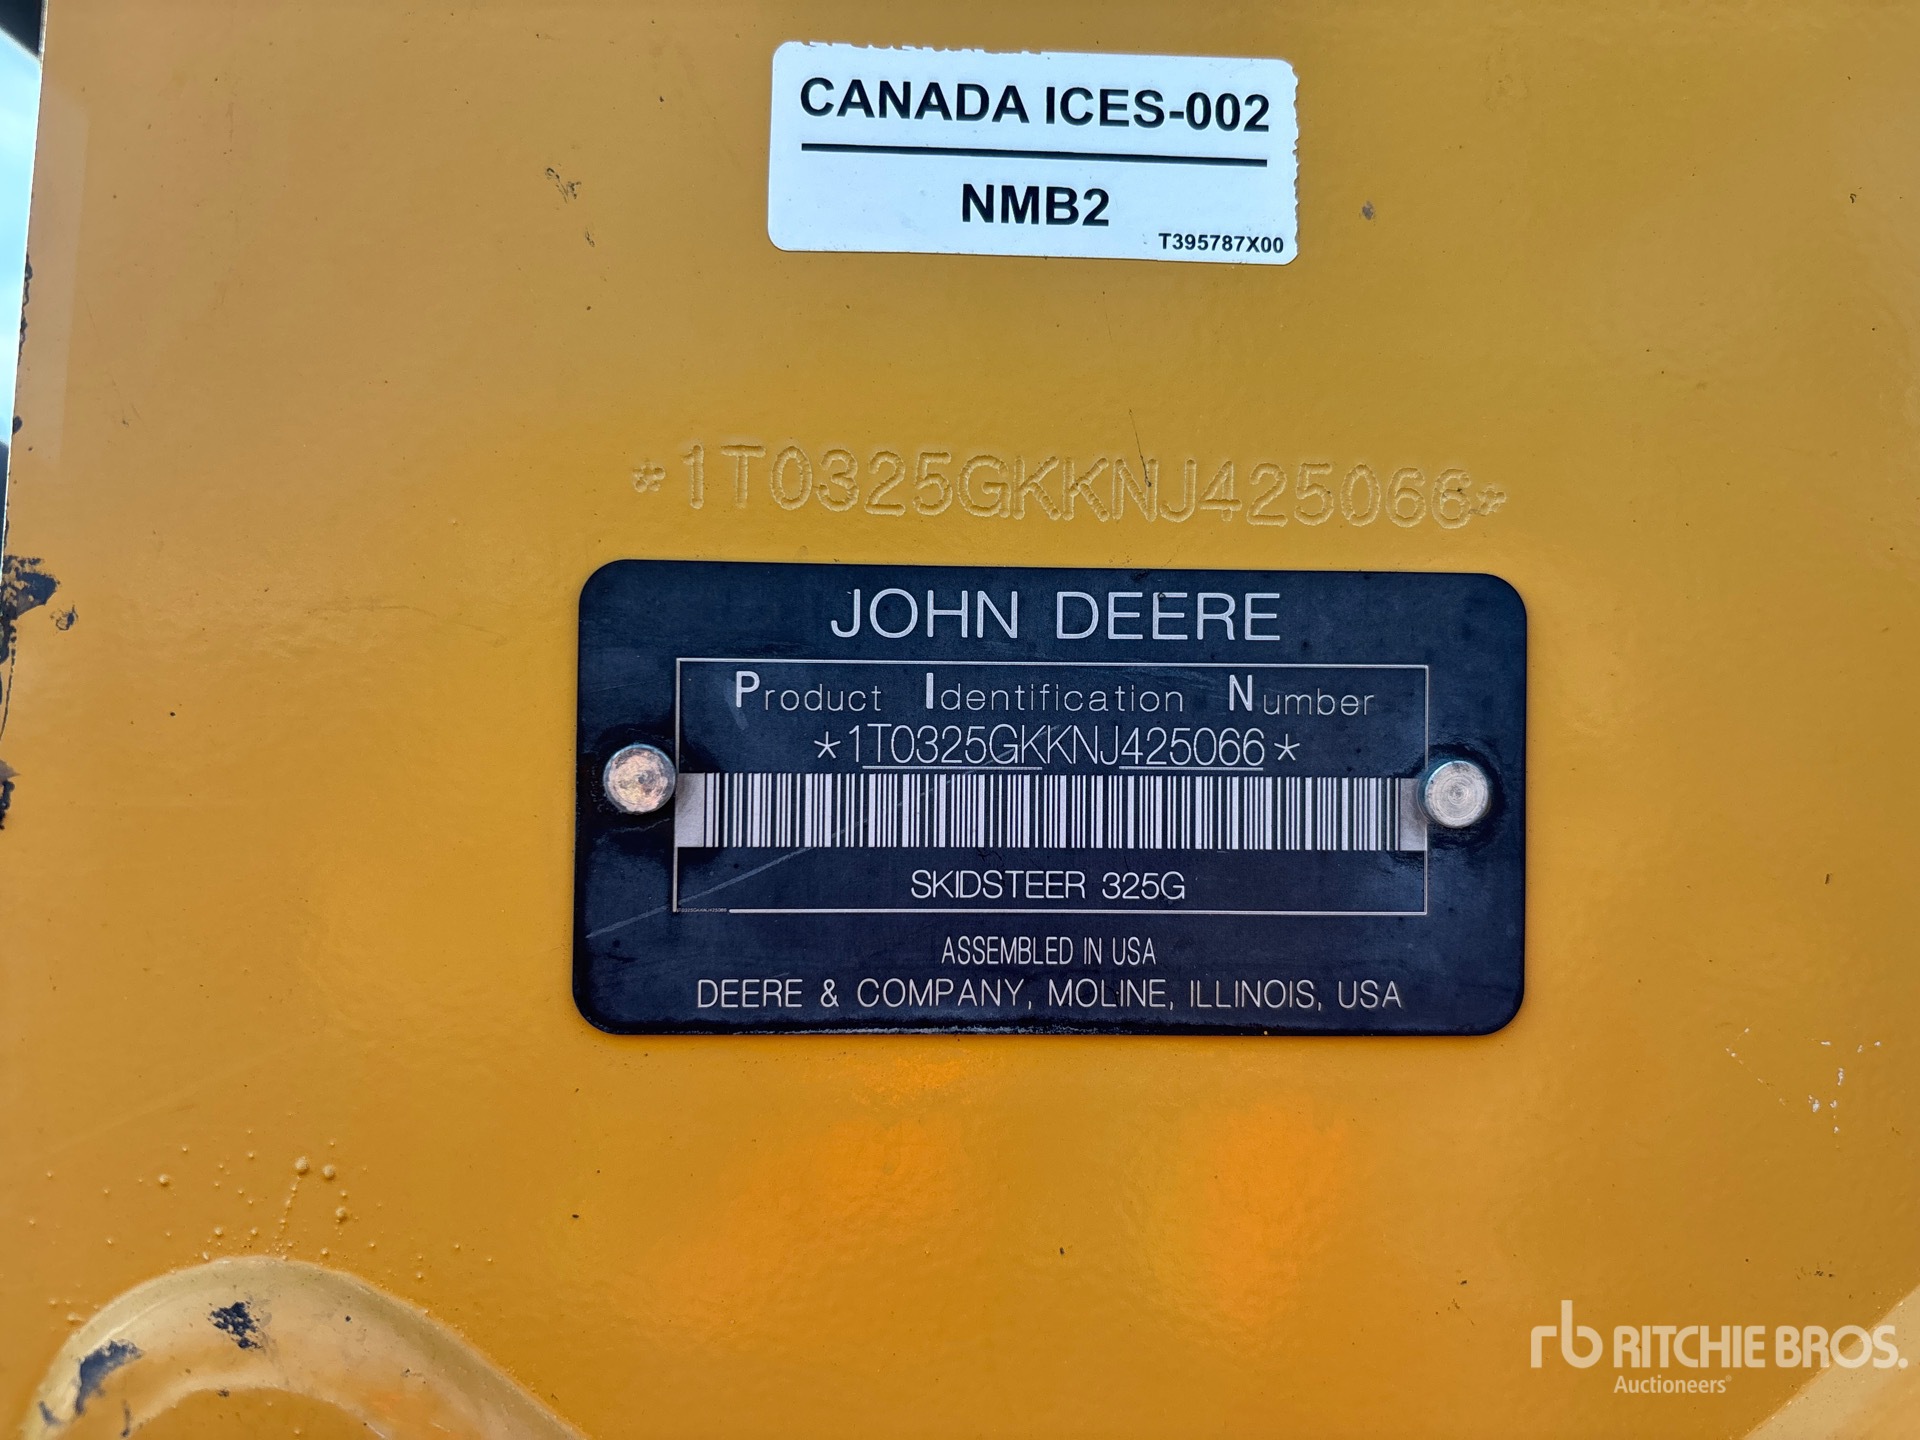 CANADA ICES-002
NMB2
T395787X00
*1T0325GKKNJ425066*
JOHN DEERE
Product Identification Number
*1T0325GKKNJ425066*
SKIDSTEER 325G
ASSEMBLED IN USA
DEERE & COMPANY, MOLINE, ILLINOIS, USA
rb RITCHIE BROS.
Auctioneers